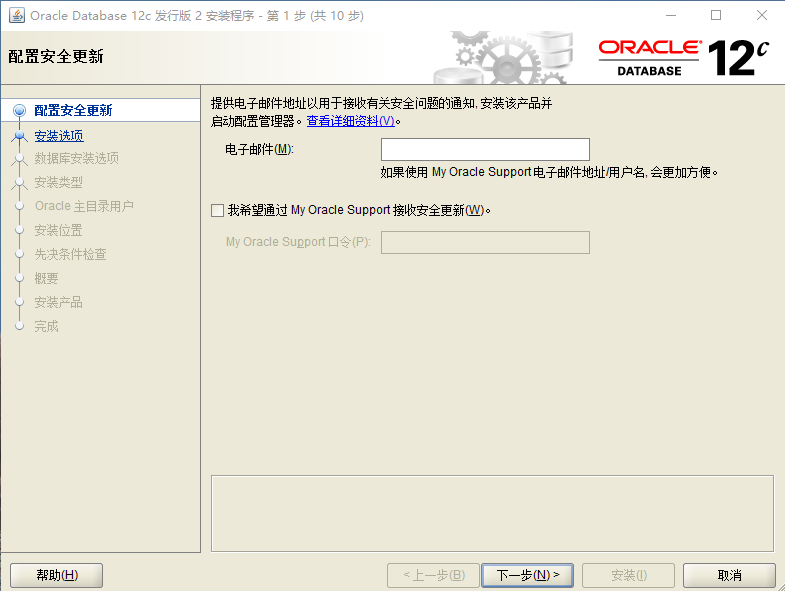 Oracle Database 12c 发行版 2 安装程序 - 第 1 步 (共 10 步)
配置安全更新
ORACLE
DATABASE
12c
配置安全更新
安装选项
数据库安装选项
安装类型
Oracle 主目录用户
安装位置
先决条件检查
概要
安装产品
完成
提供电子邮件地址以用于接收有关安全问题的通知, 安装该产品并
启动配置管理器。查看详细资料(V)。
电子邮件(M):
如果使用 My Oracle Support 电子邮件地址/用户名, 会更加方便。
我希望通过 My Oracle Support 接收安全更新(W)。
My Oracle Support 口令(P):
帮助(H)
< 上一步(B)
下一步(N) >
安装(I)
取消